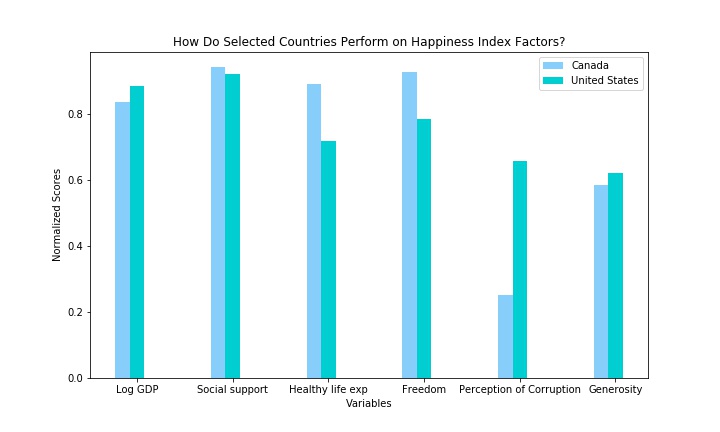 How Do Selected Countries Perform on Happiness Index Factors?
Canada
United States
Normalized Scores
0.8
0.6
0.4
0.2
0.0
Log GDP Social support Healthy life exp Freedom Perception of Corruption Generosity
Variables